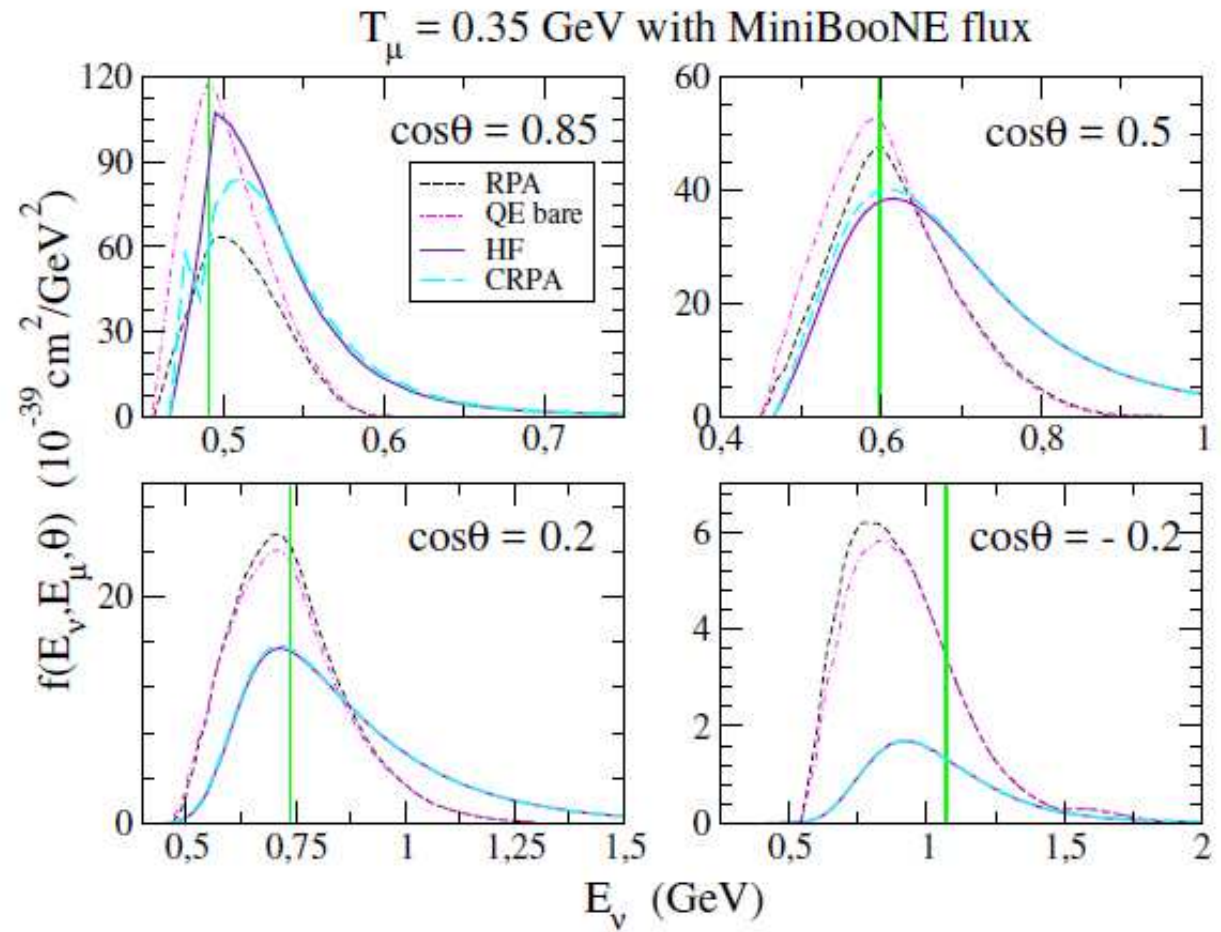 T_μ = 0.35 GeV with MiniBooNE flux
f(E_ν,E_μ,θ) (10^-39 cm^2/GeV^2)
120
90
60
30
0
cosθ = 0.85
RPA
QE bare
HF
CRPA
0,5
0,6
0,7
60
40
20
0
cosθ = 0.5
0,4
0,6
0,8
1
20
0
cosθ = 0.2
0,5
0,75
1
1,25
1,5
6
4
2
0
cosθ = - 0.2
0,5
1
1,5
2
E_ν (GeV)